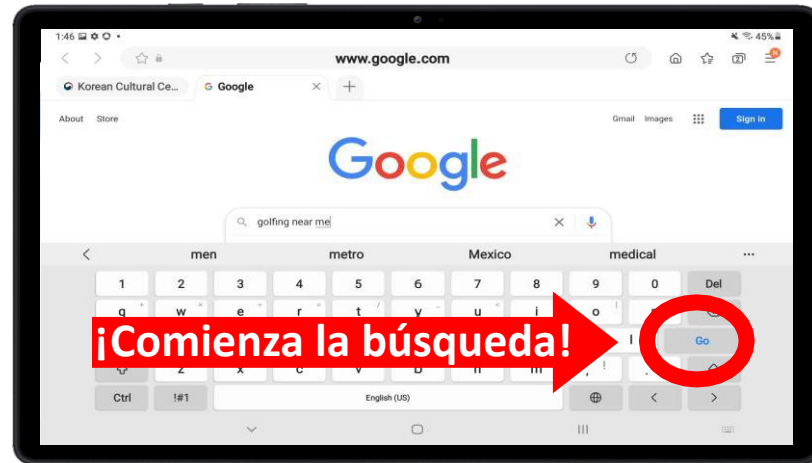 1:46 45%
www.google.com
2
N
Korean Cultural Ce... G Google
About Store Gmail Images Sign in
Google
golfing near me
men metro Mexico medical ...
1 2 3 4 5 6 7 8 9 0 Del
q w e r t y u i o
¡Comienza la búsqueda! l Go
z x c v b n m , ! .
Ctrl !#1 English (US) < >